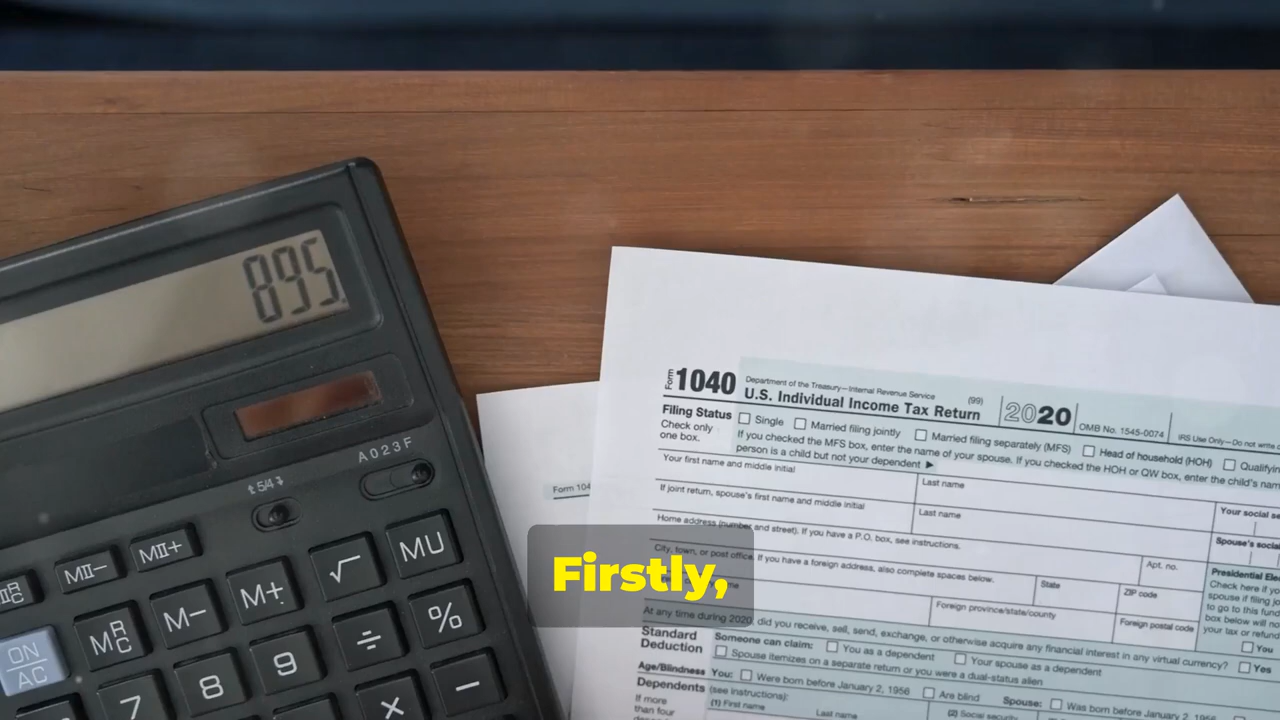 895.
A023F
5/4
MII-
MII+
√
MU
M-
M+
%
MRC
÷
ON
AC
7
8
9
×
−
Form 104
Form 1040
Department of the Treasury—Internal Revenue Service
(99)
U.S. Individual Income Tax Return
2020
OMB No. 1545-0074
IRS Use Only—Do not write
Filing Status
Check only
one box.
Single
Married filing jointly
Married filing separately (MFS)
Head of household (HOH)
Qualifyin
If you checked the MFS box, enter the name of your spouse. If you checked the HOH or QW box, enter the child's nam
person is a child but not your dependent ▶
Your first name and middle initial
Last name
Your social se
If joint return, spouse's first name and middle initial
Last name
Spouse's socia
Home address (number and street). If you have a P.O. box, see instructions.
Apt. no.
Presidential Ele
City, town, or post office. If you have a foreign address, also complete spaces below.
State
ZIP code
Check here if yo
spouse if filing jo
to go to this fund
box below will no
your tax or refund
You
Foreign province/state/county
Foreign postal code
At any time during 2020, did you receive, sell, send, exchange, or otherwise acquire any financial interest in any virtual currency?
Yes
Standard
Deduction
Someone can claim:
You as a dependent
Your spouse as a dependent
Spouse itemizes on a separate return or you were a dual-status alien
Age/Blindness
You:
Were born before January 2, 1956
Are blind
Spouse:
Was born before Januar
Dependents
(see instructions):
If more
than four
(1) First name
Last name
(2) Social security
Firstly,